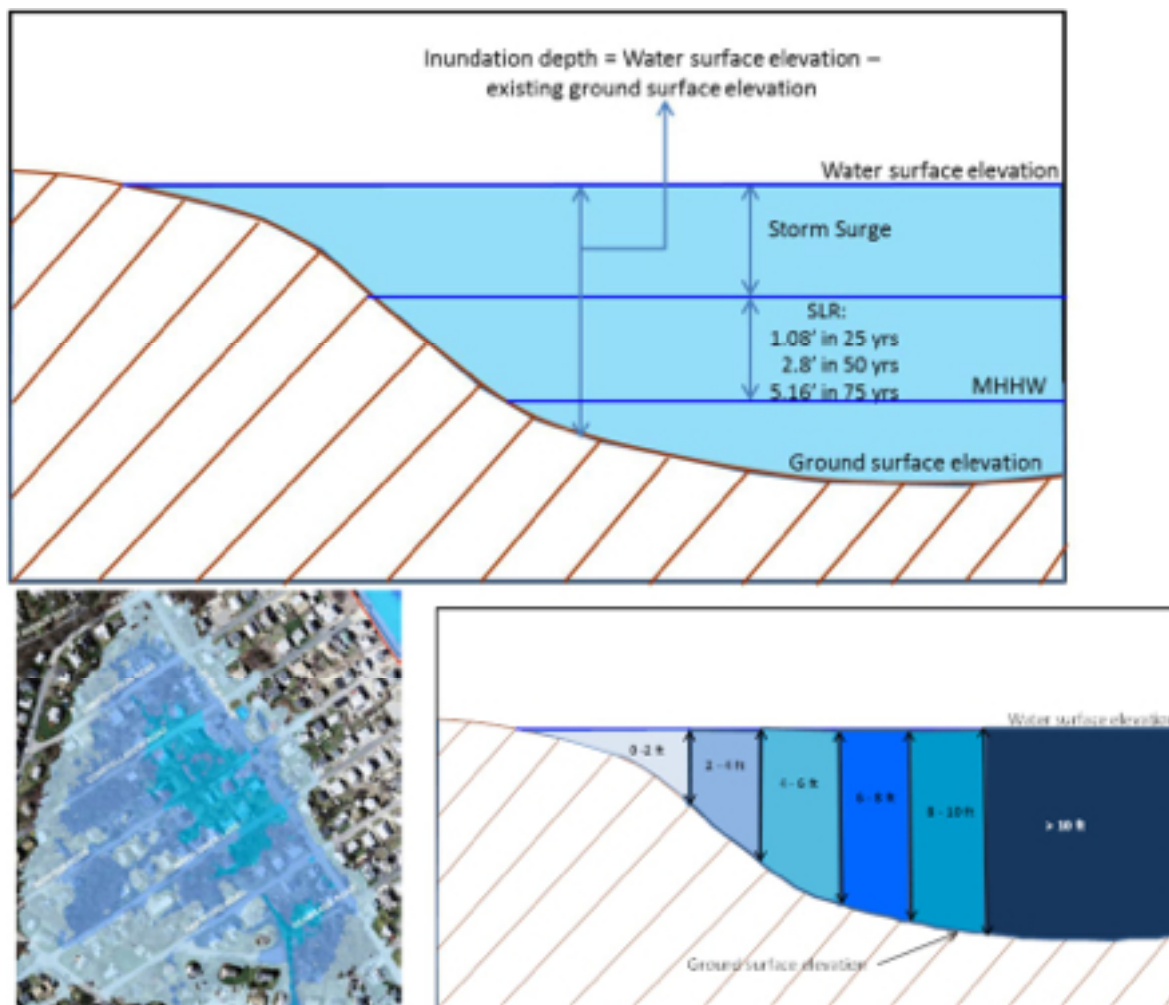 Inundation depth = Water surface elevation –
existing ground surface elevation
Water surface elevation
Storm Surge
SLR:
1.08' in 25 yrs
2.8' in 50 yrs
5.16' in 75 yrs
MHHW
Ground surface elevation
Water surface elevation
0 -2 ft
2 - 4 ft
4 - 6 ft
6 - 8 ft
8 - 10 ft
> 10 ft
Ground surface elevation